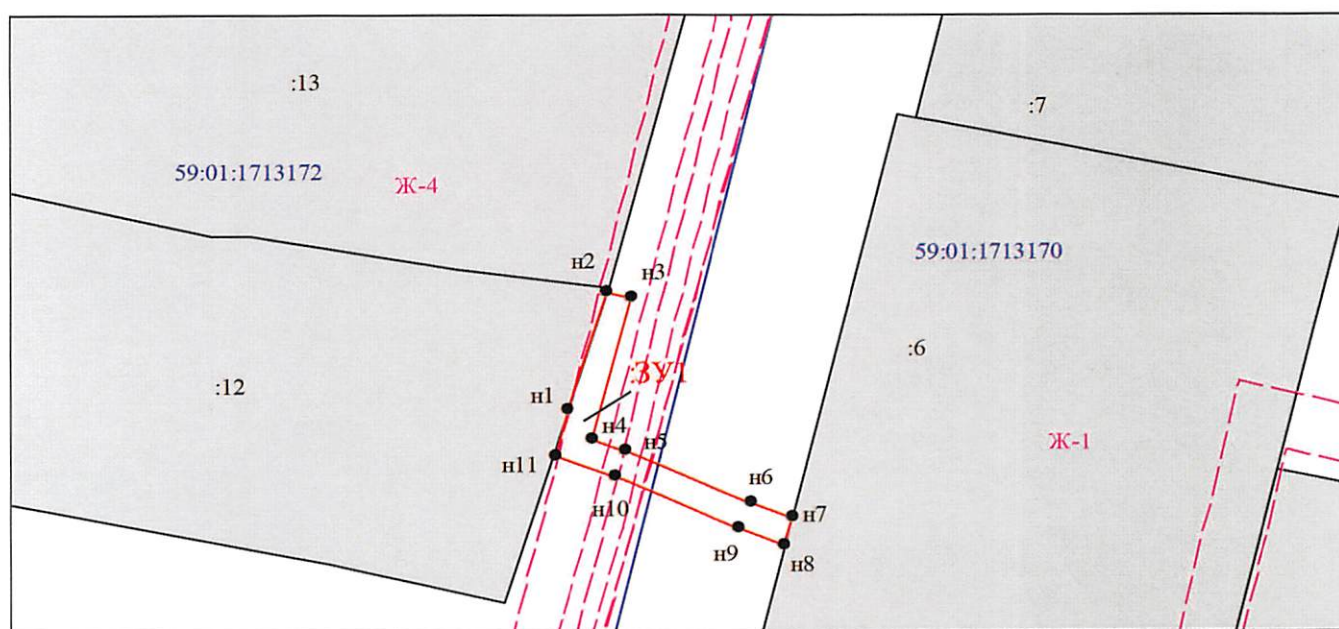 :13
:7
59:01:1713172
Ж-4
59:01:1713170
н2
н3
:6
:ЗУ1
:12
н1
н4
н5
Ж-1
н11
н6
н10
н7
н9
н8